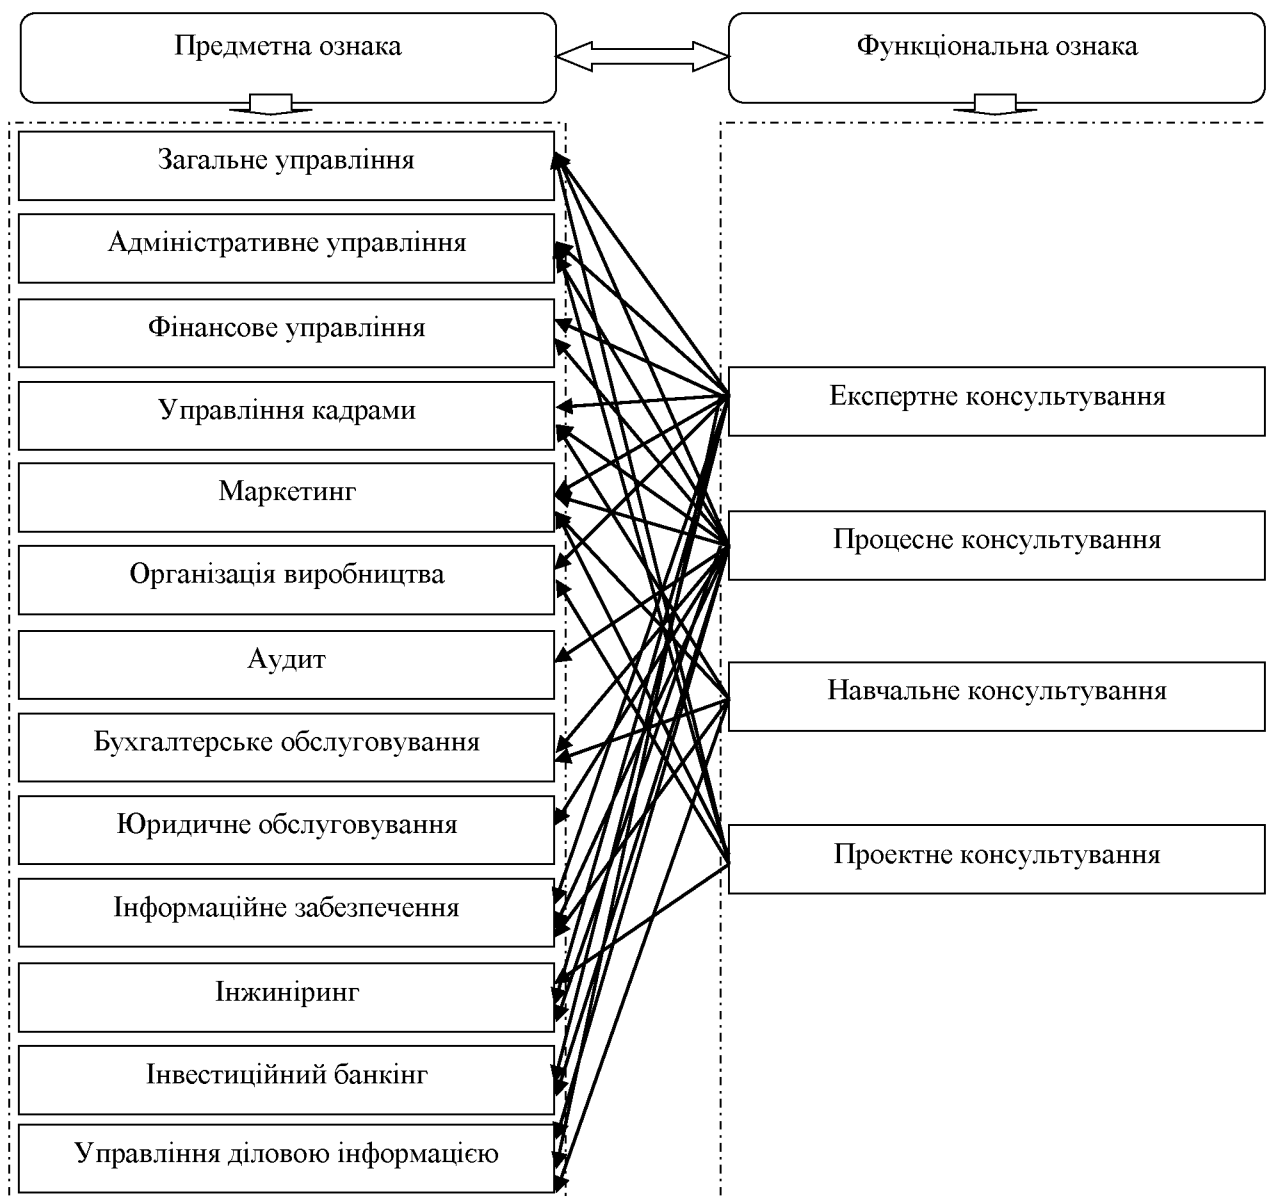 Предметна ознака
Функціональна ознака
Загальне управління
Адміністративне управління
Фінансове управління
Управління кадрами
Маркетинг
Організація виробництва
Аудит
Бухгалтерське обслуговування
Юридичне обслуговування
Інформаційне забезпечення
Інжиніринг
Інвестиційний банкінг
Управління діловою інформацією
Експертне консультування
Процесне консультування
Навчальне консультування
Проектне консультування